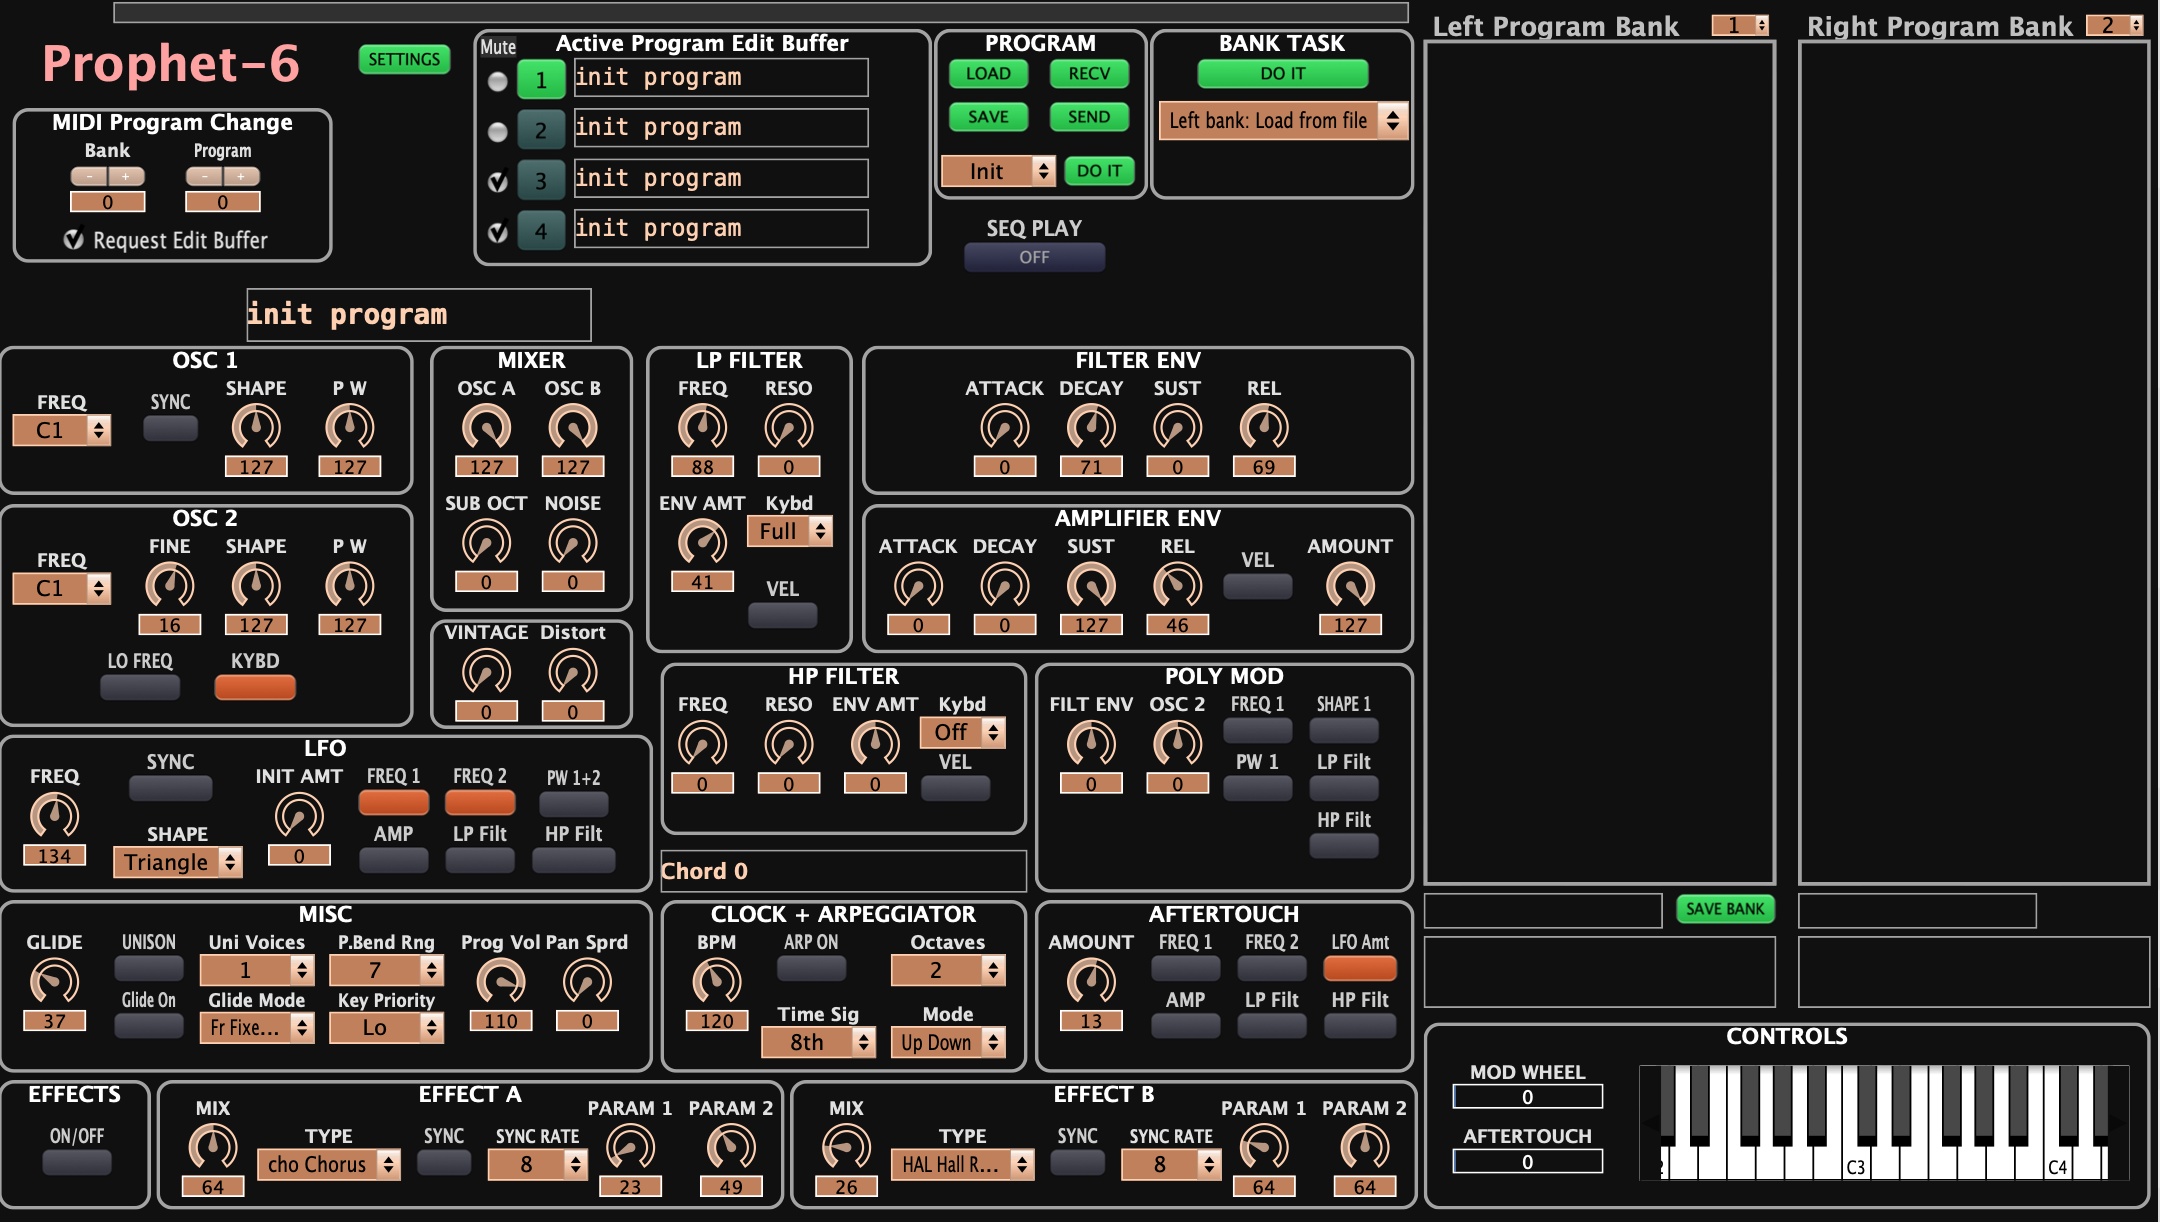 Prophet-6
SETTINGS
MIDI Program Change
Bank Program
- + - +
0 0
Request Edit Buffer
Mute Active Program Edit Buffer
1 init program
2 init program
3 init program
4 init program
PROGRAM
LOAD RECV
SAVE SEND
Init DO IT
BANK TASK
DO IT
Left bank: Load from file
SEQ PLAY
OFF
Left Program Bank 1
Right Program Bank 2
init program
OSC 1
FREQ SYNC SHAPE P W
C1
127 127
OSC 2
FREQ FINE SHAPE P W
C1
16 127 127
LO FREQ KYBD
MIXER
OSC A OSC B
127 127
SUB OCT NOISE
0 0
VINTAGE Distort
0 0
LP FILTER
FREQ RESO
88 0
ENV AMT Kybd
Full
41
VEL
FILTER ENV
ATTACK DECAY SUST REL
0 71 0 69
AMPLIFIER ENV
ATTACK DECAY SUST REL VEL AMOUNT
0 0 127 46 127
HP FILTER
FREQ RESO ENV AMT Kybd
Off
VEL
0 0 0
POLY MOD
FILT ENV OSC 2 FREQ 1 SHAPE 1
PW 1 LP Filt
0 0
HP Filt
LFO
FREQ SYNC INIT AMT FREQ 1 FREQ 2 PW 1+2
SHAPE AMP LP Filt HP Filt
134 Triangle 0
Chord 0
MISC
GLIDE UNISON Uni Voices P.Bend Rng Prog Vol Pan Sprd
1 7
Glide On Glide Mode Key Priority
37 Fr Fixe... Lo 110 0
CLOCK + ARPEGGIATOR
BPM ARP ON Octaves
2
120 Time Sig Mode
8th Up Down
AFTERTOUCH
AMOUNT FREQ 1 FREQ 2 LFO Amt
AMP LP Filt HP Filt
13
SAVE BANK
EFFECTS
ON/OFF
EFFECT A
MIX TYPE SYNC SYNC RATE PARAM 1 PARAM 2
cho Chorus 8
64 23 49
EFFECT B
MIX TYPE SYNC SYNC RATE PARAM 1 PARAM 2
HAL Hall R... 8
26 64 64
CONTROLS
MOD WHEEL
0
AFTERTOUCH
0
C3 C4